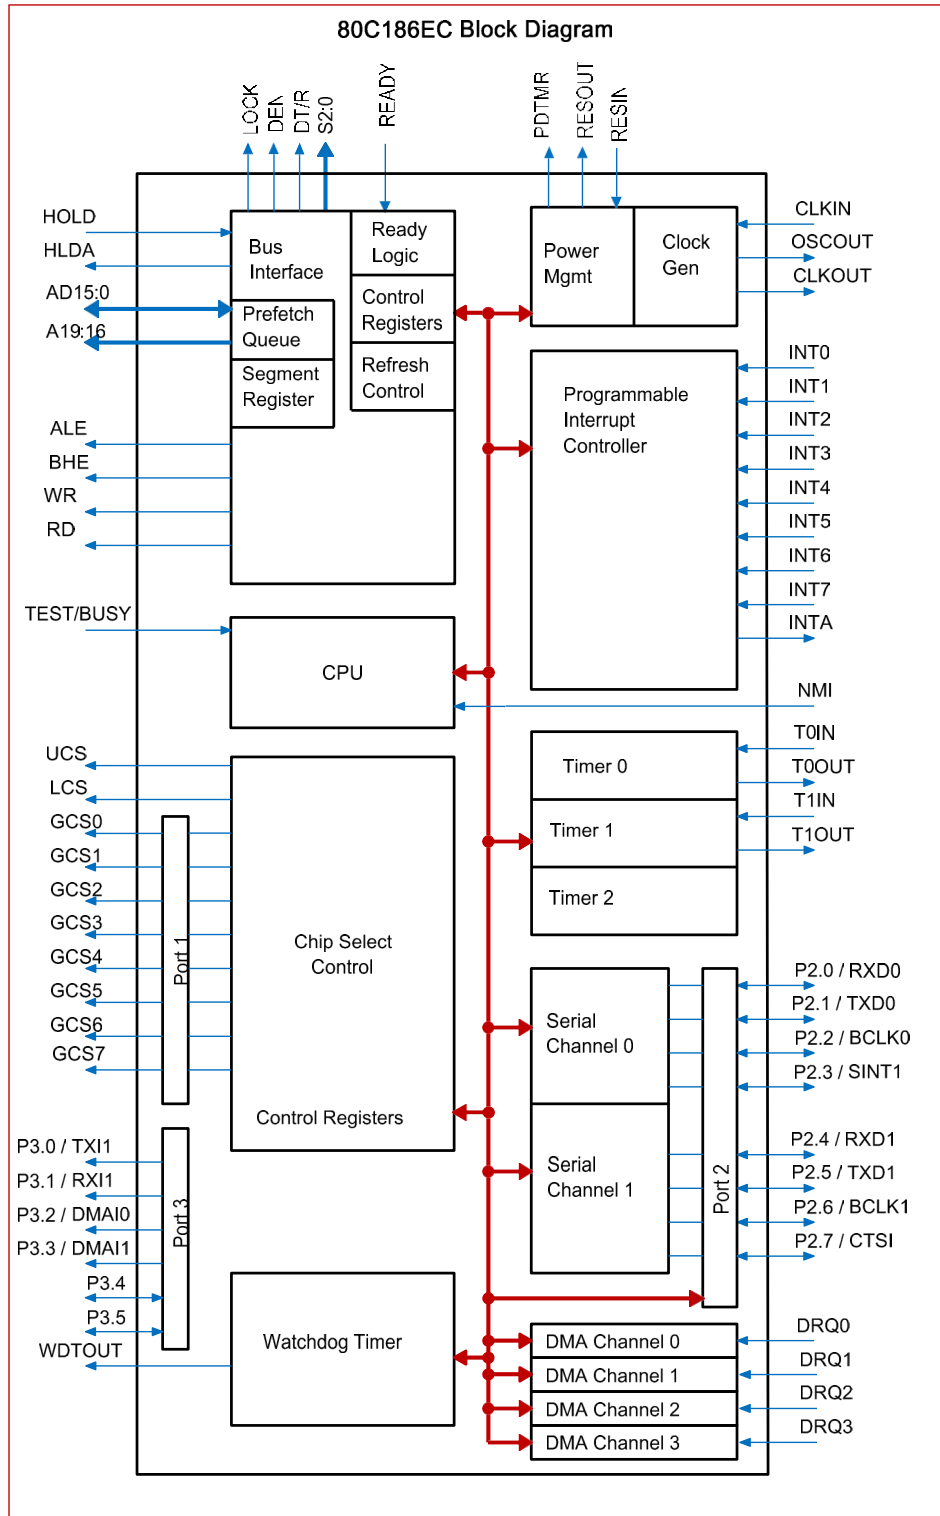 80C186EC Block Diagram
LOCK
DEN
DT/R
S2:0
READY
PDTMR
RESOUT
RESIN
HOLD
HLDA
AD15:0
A19:16
ALE
BHE
WR
RD
Bus
Interface
Ready
Logic
Prefetch
Queue
Control
Registers
Segment
Register
Refresh
Control
Power
Mgmt
Clock
Gen
CLKIN
OSCOUT
CLKOUT
Programmable
Interrupt
Controller
INT0
INT1
INT2
INT3
INT4
INT5
INT6
INT7
INTA
TEST/BUSY
CPU
NMI
UCS
LCS
GCS0
GCS1
GCS2
GCS3
GCS4
GCS5
GCS6
GCS7
Port 1
Chip Select
Control
Control Registers
Timer 0
Timer 1
Timer 2
T0IN
T0OUT
T1IN
T1OUT
Serial
Channel 0
Serial
Channel 1
Port 2
P2.0 / RXD0
P2.1 / TXD0
P2.2 / BCLK0
P2.3 / SINT1
P2.4 / RXD1
P2.5 / TXD1
P2.6 / BCLK1
P2.7 / CTSI
P3.0 / TXI1
P3.1 / RXI1
P3.2 / DMAI0
P3.3 / DMAI1
P3.4
P3.5
Port 3
WDTOUT
Watchdog Timer
DMA Channel 0
DMA Channel 1
DMA Channel 2
DMA Channel 3
DRQ0
DRQ1
DRQ2
DRQ3